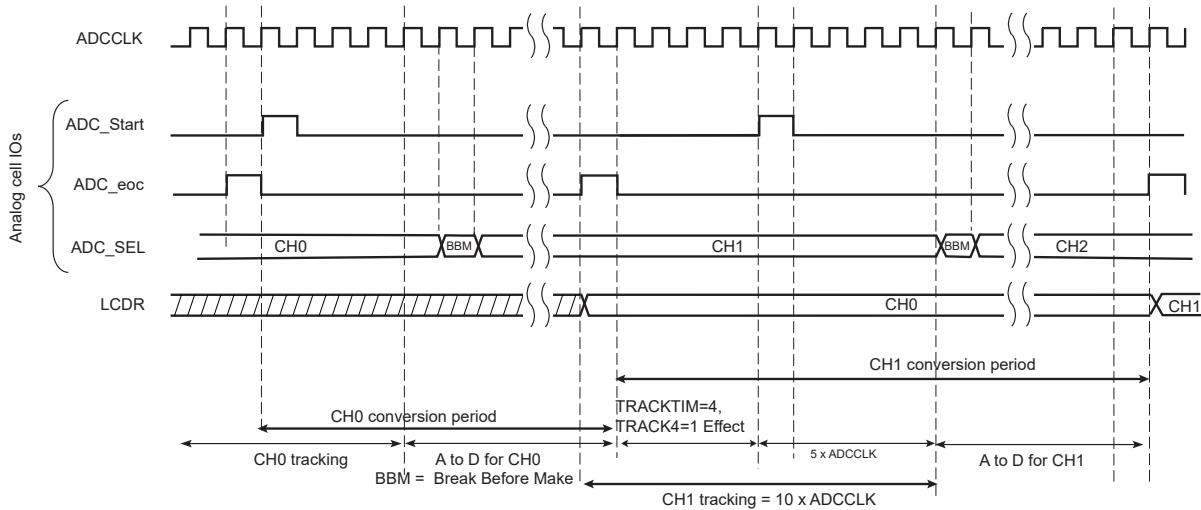 ADCCLK
Analog cell IOs
ADC_Start
ADC_eoc
ADC_SEL
CH0
BBM
CH1
BBM
CH2
LCDR
CH0
CH1
CH1 conversion period
CH0 conversion period
TRACKTIM=4,
TRACK4=1 Effect
CH0 tracking
A to D for CH0
5 x ADCCLK
A to D for CH1
BBM = Break Before Make
CH1 tracking = 10 x ADCCLK